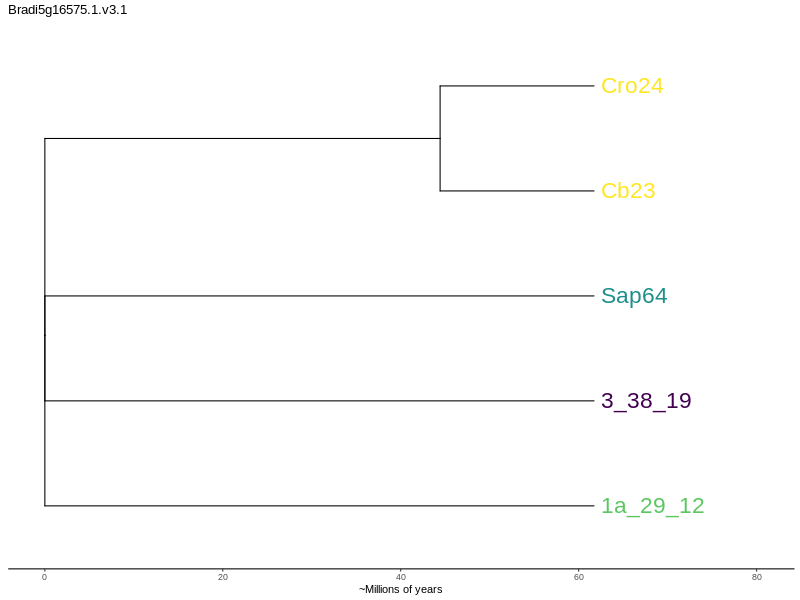 Bradi5g16575.1.v3.1
Cro24
Cb23
Sap64
3_38_19
1a_29_12
0 20 40 60 80
~Millions of years